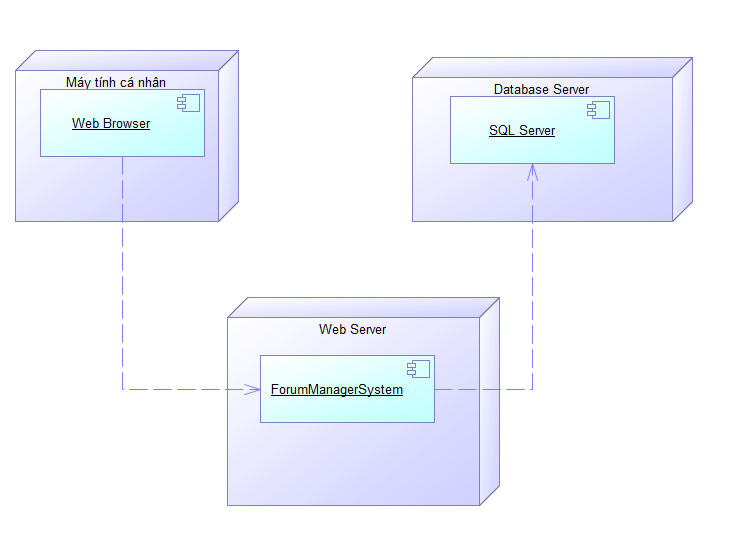 Máy tính cá nhân
Web Browser
Database Server
SQL Server
Web Server
ForumManagerSystem